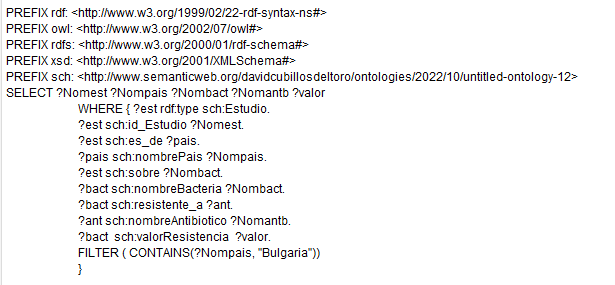 PREFIX rdf: <http://www.w3.org/1999/02/22-rdf-syntax-ns#>
PREFIX owl: <http://www.w3.org/2002/07/owl#>
PREFIX rdfs: <http://www.w3.org/2000/01/rdf-schema#>
PREFIX xsd: <http://www.w3.org/2001/XMLSchema#>
PREFIX sch: <http://www.semanticweb.org/davidcubillosdeltoro/ontologies/2022/10/untitled-ontology-12>
SELECT ?Nomest ?Nompais ?Nombact ?Nomantb ?valor
WHERE { ?est rdf:type sch:Estudio.
?est sch:id_Estudio ?Nomest.
?est sch:es_de ?pais.
?pais sch:nombrePais ?Nompais.
?est sch:sobre ?Nombact.
?bact sch:nombreBacteria ?Nombact.
?bact sch:resistente_a ?ant.
?ant sch:nombreAntibiotico ?Nomantb.
?bact sch:valorResistencia ?valor.
FILTER ( CONTAINS(?Nompais, "Bulgaria"))
}